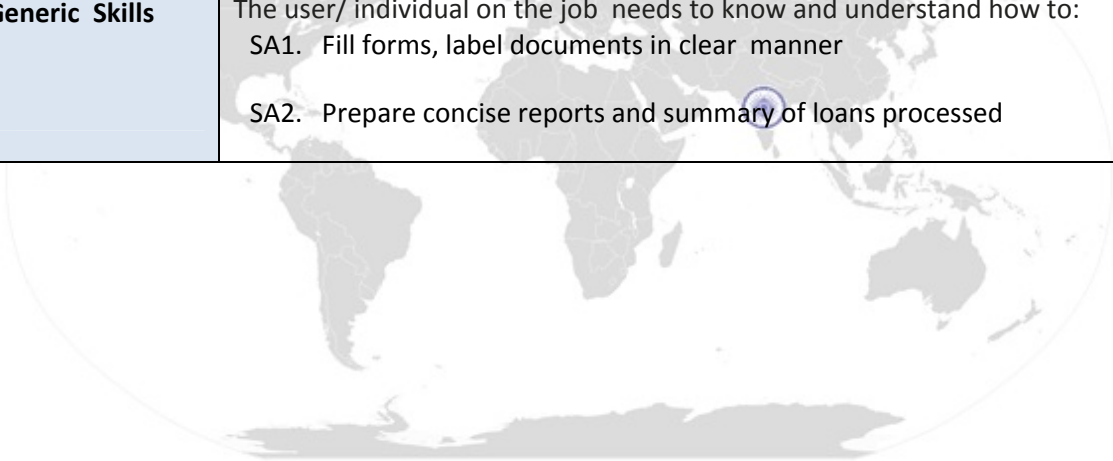 Generic Skills
The user/ individual on the job needs to know and understand how to:
SA1. Fill forms, label documents in clear manner
SA2. Prepare concise reports and summary of loans processed